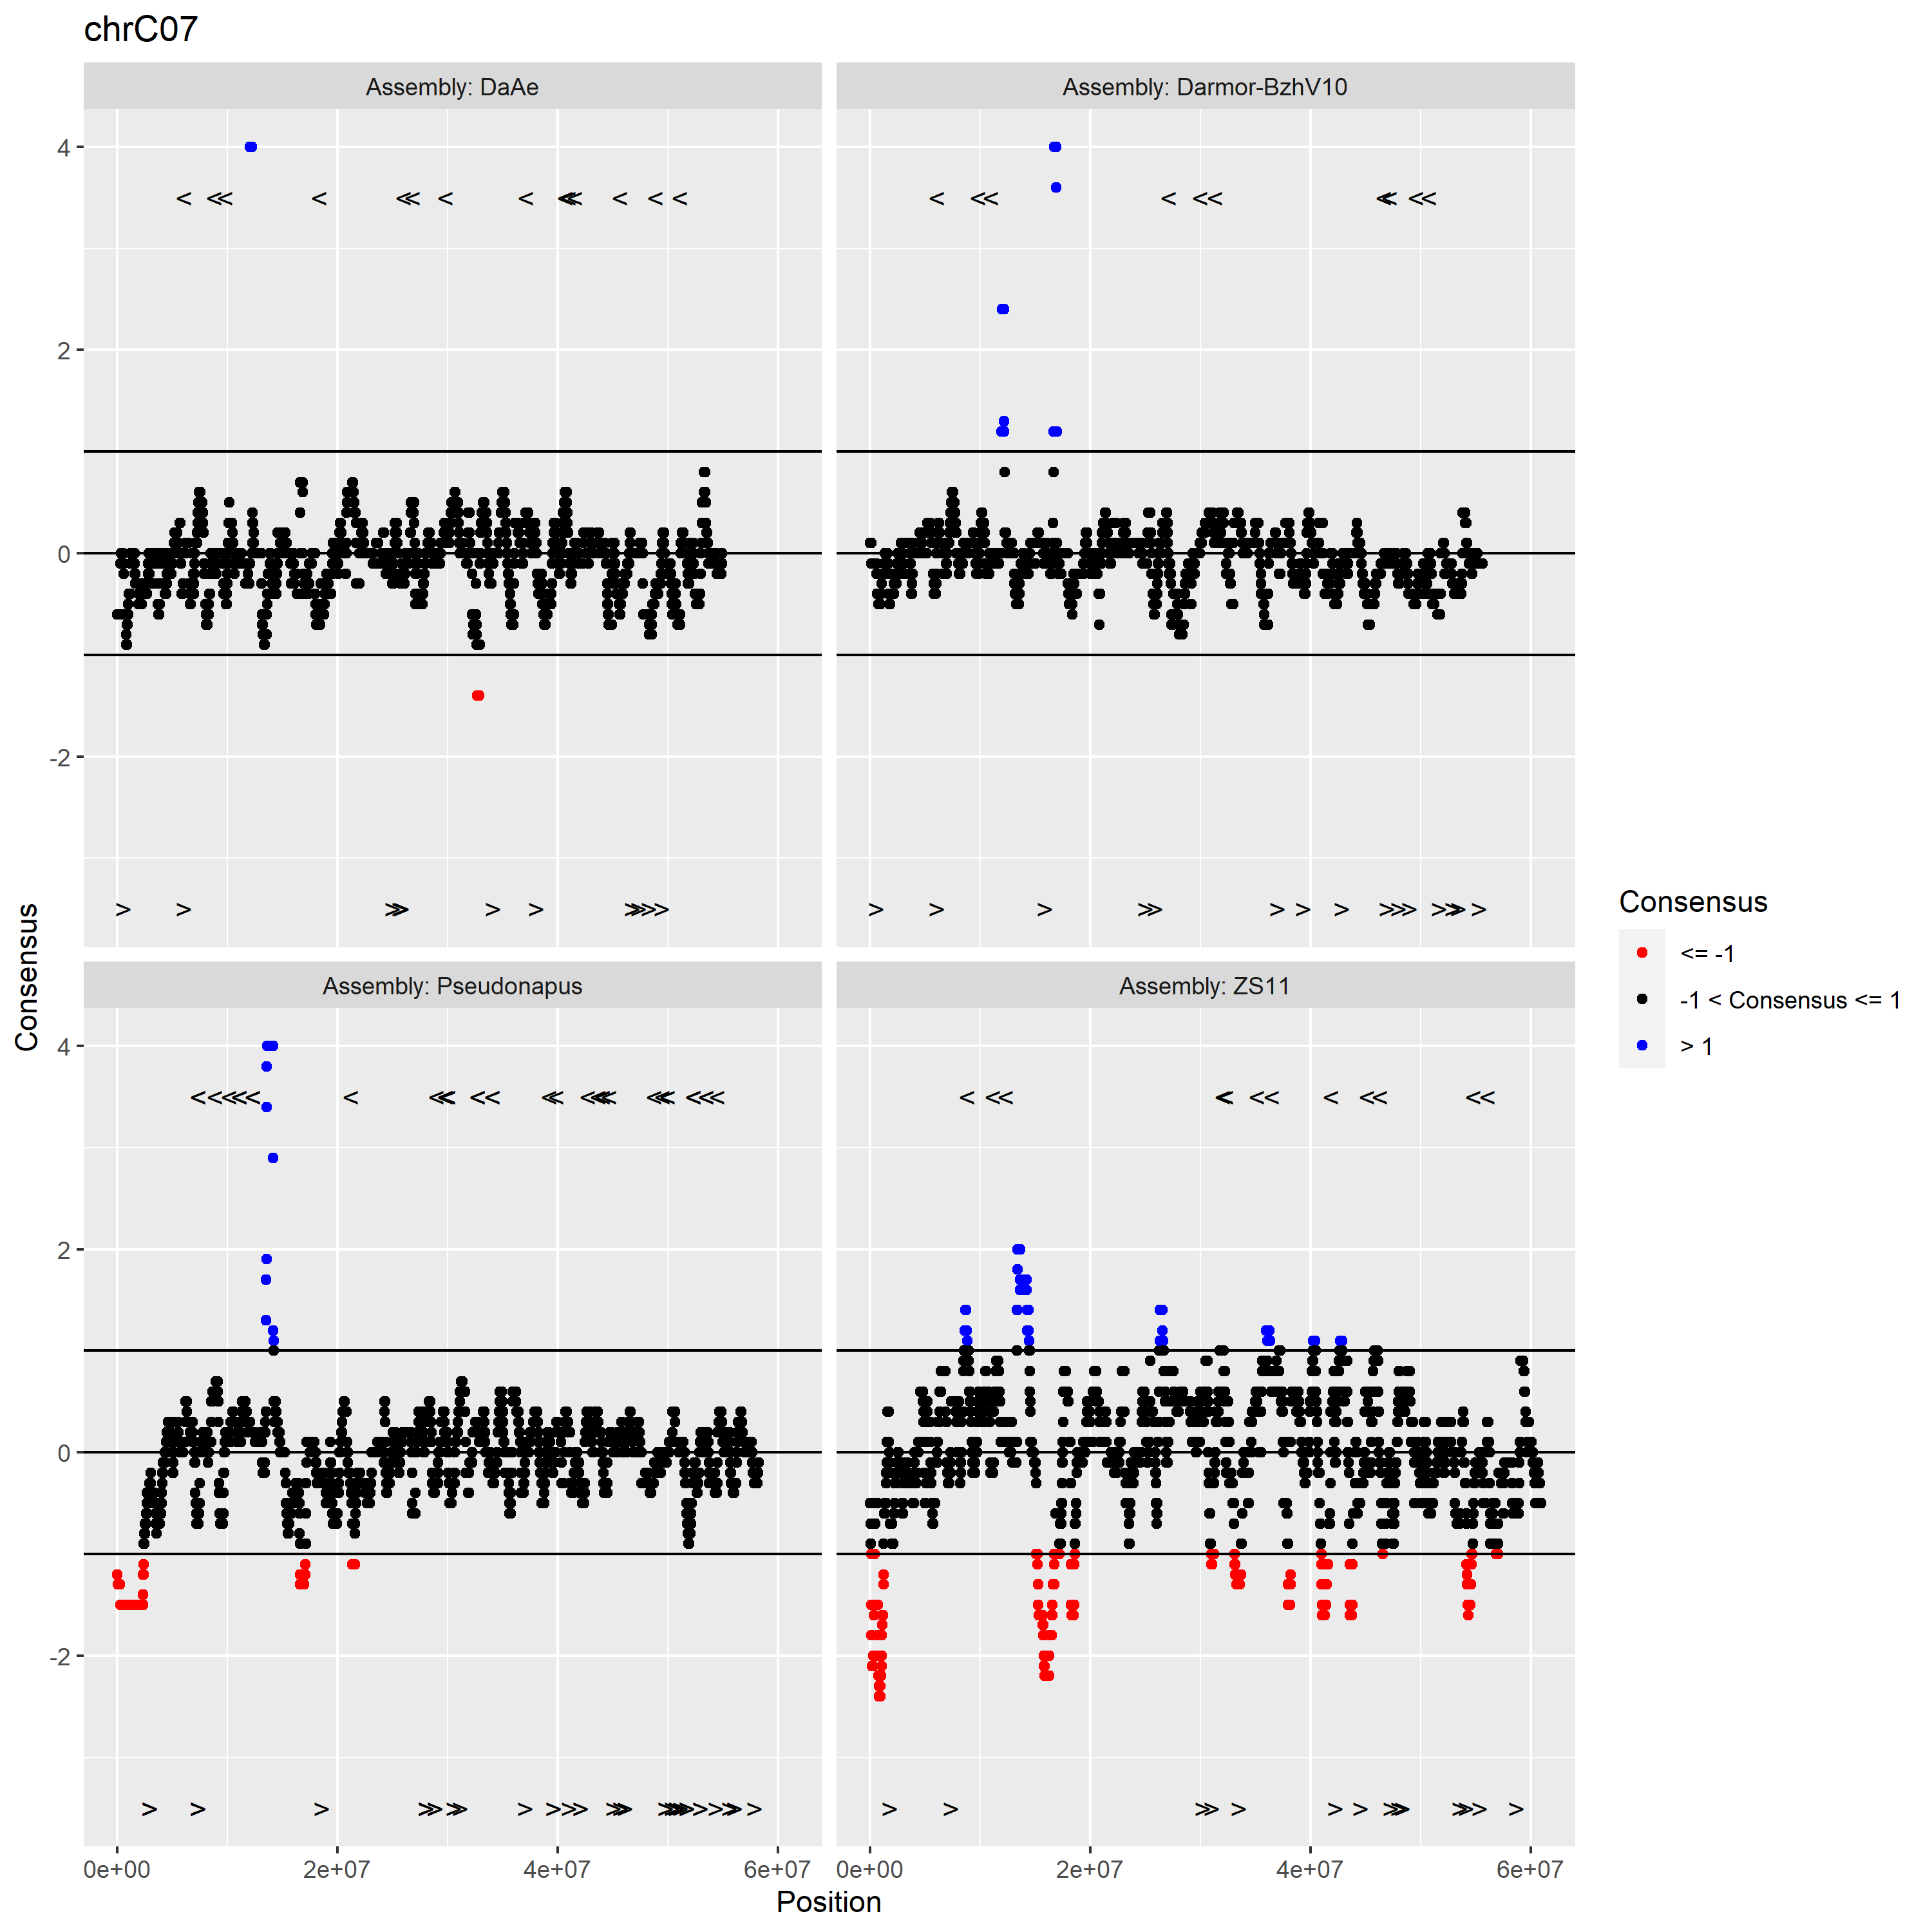 chrC07
Assembly: DaAe
Assembly: Darmor-BzhV10
4
2
0
-2
Assembly: Pseudonapus
Assembly: ZS11
4
2
0
-2
0e+00 2e+07 4e+07 6e+07
0e+00 2e+07 4e+07 6e+07
Position
Consensus
Consensus
<= -1
-1 < Consensus <= 1
> 1